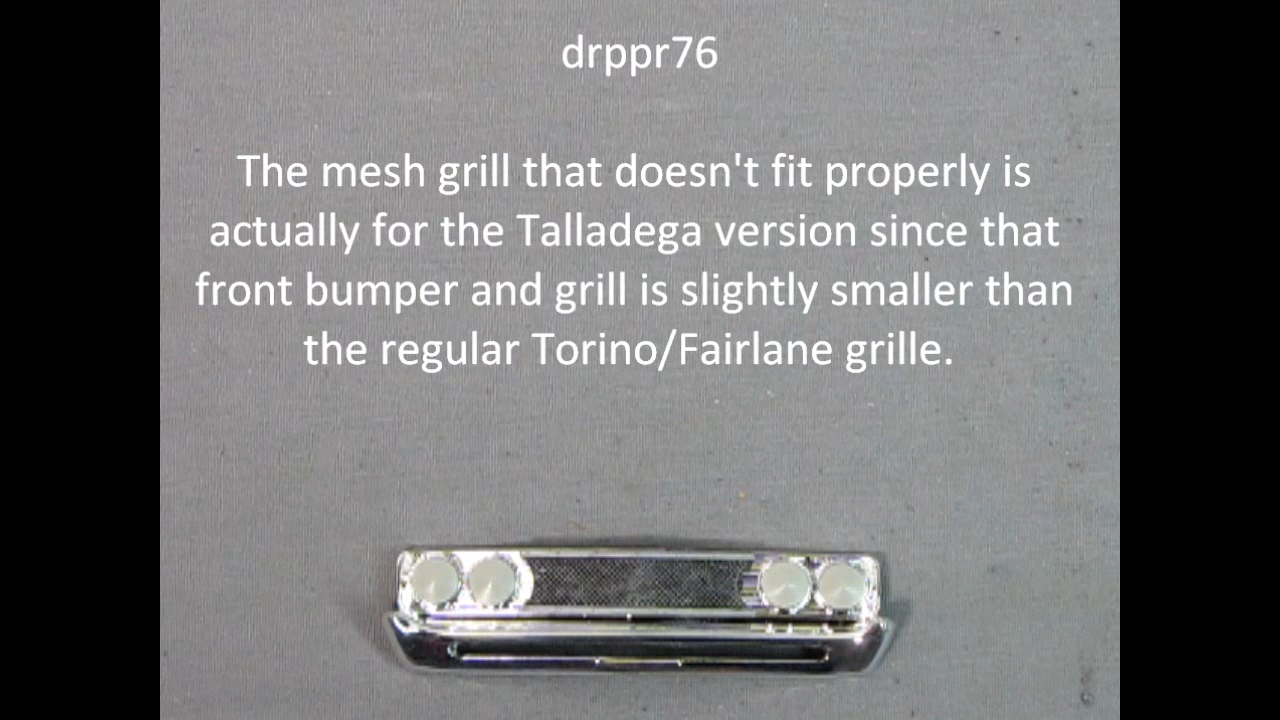 drppr76
The mesh grill that doesn't fit properly is
actually for the Talladega version since that
front bumper and grill is slightly smaller than
the regular Torino/Fairlane grille.